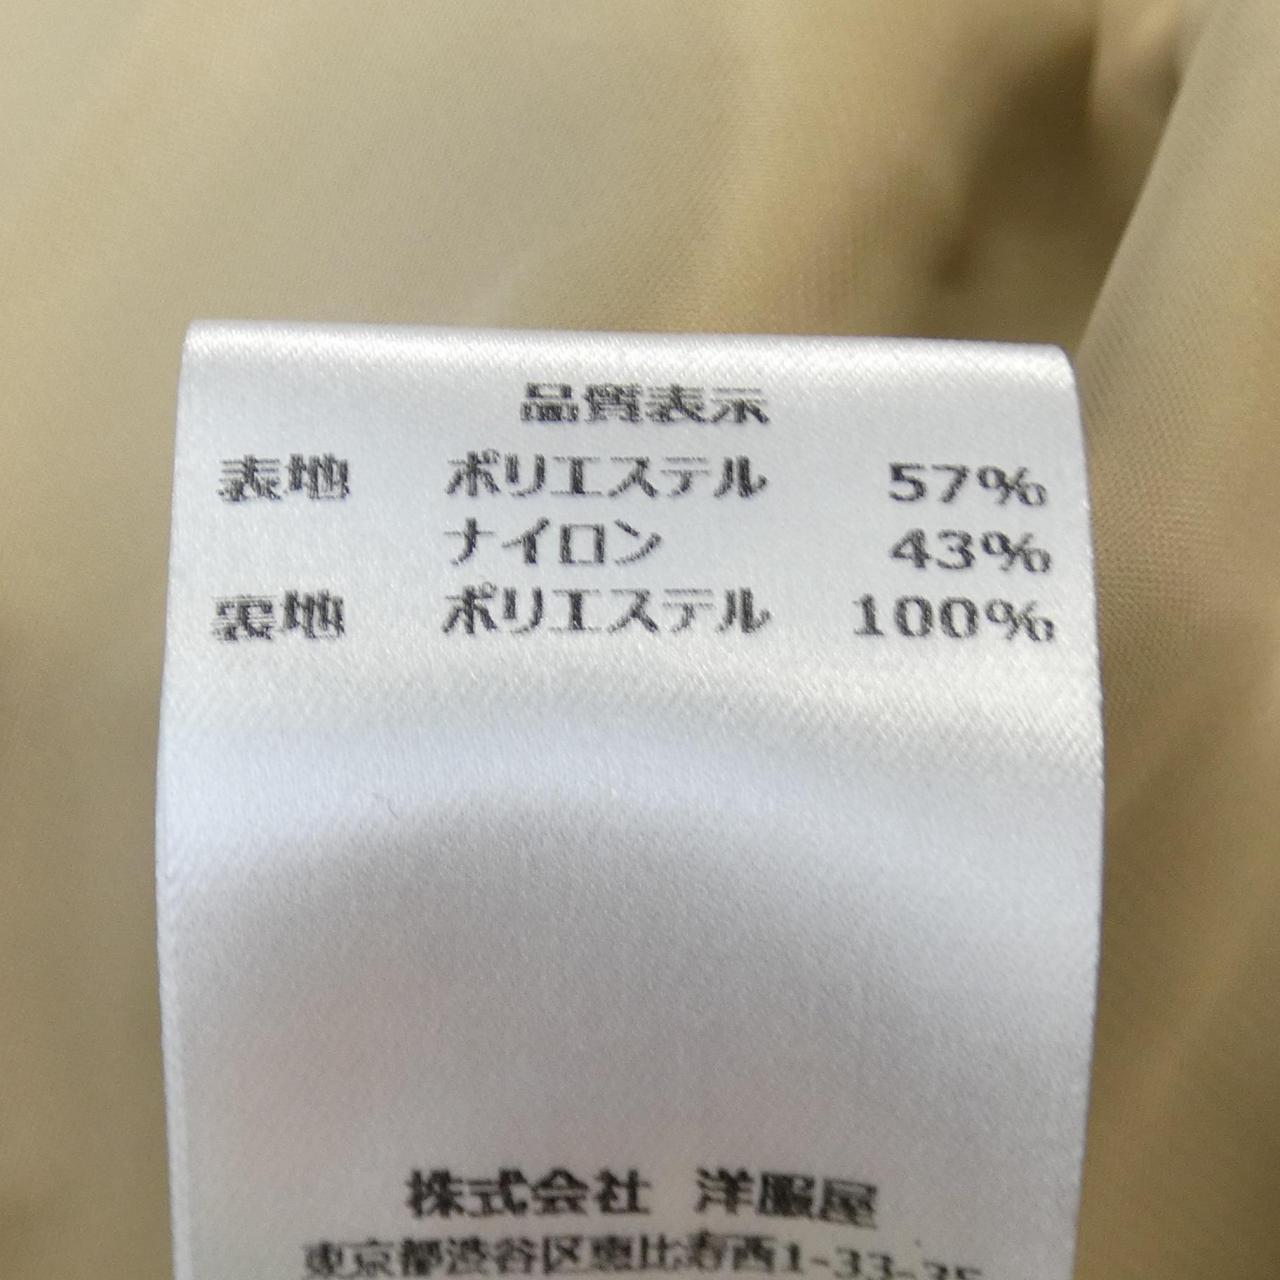 品質表示
表地 ポリエステル 57%
ナイロン 43%
裏地 ポリエステル 100%
株式会社 洋服屋
東京都渋谷区恵比寿西1-33-